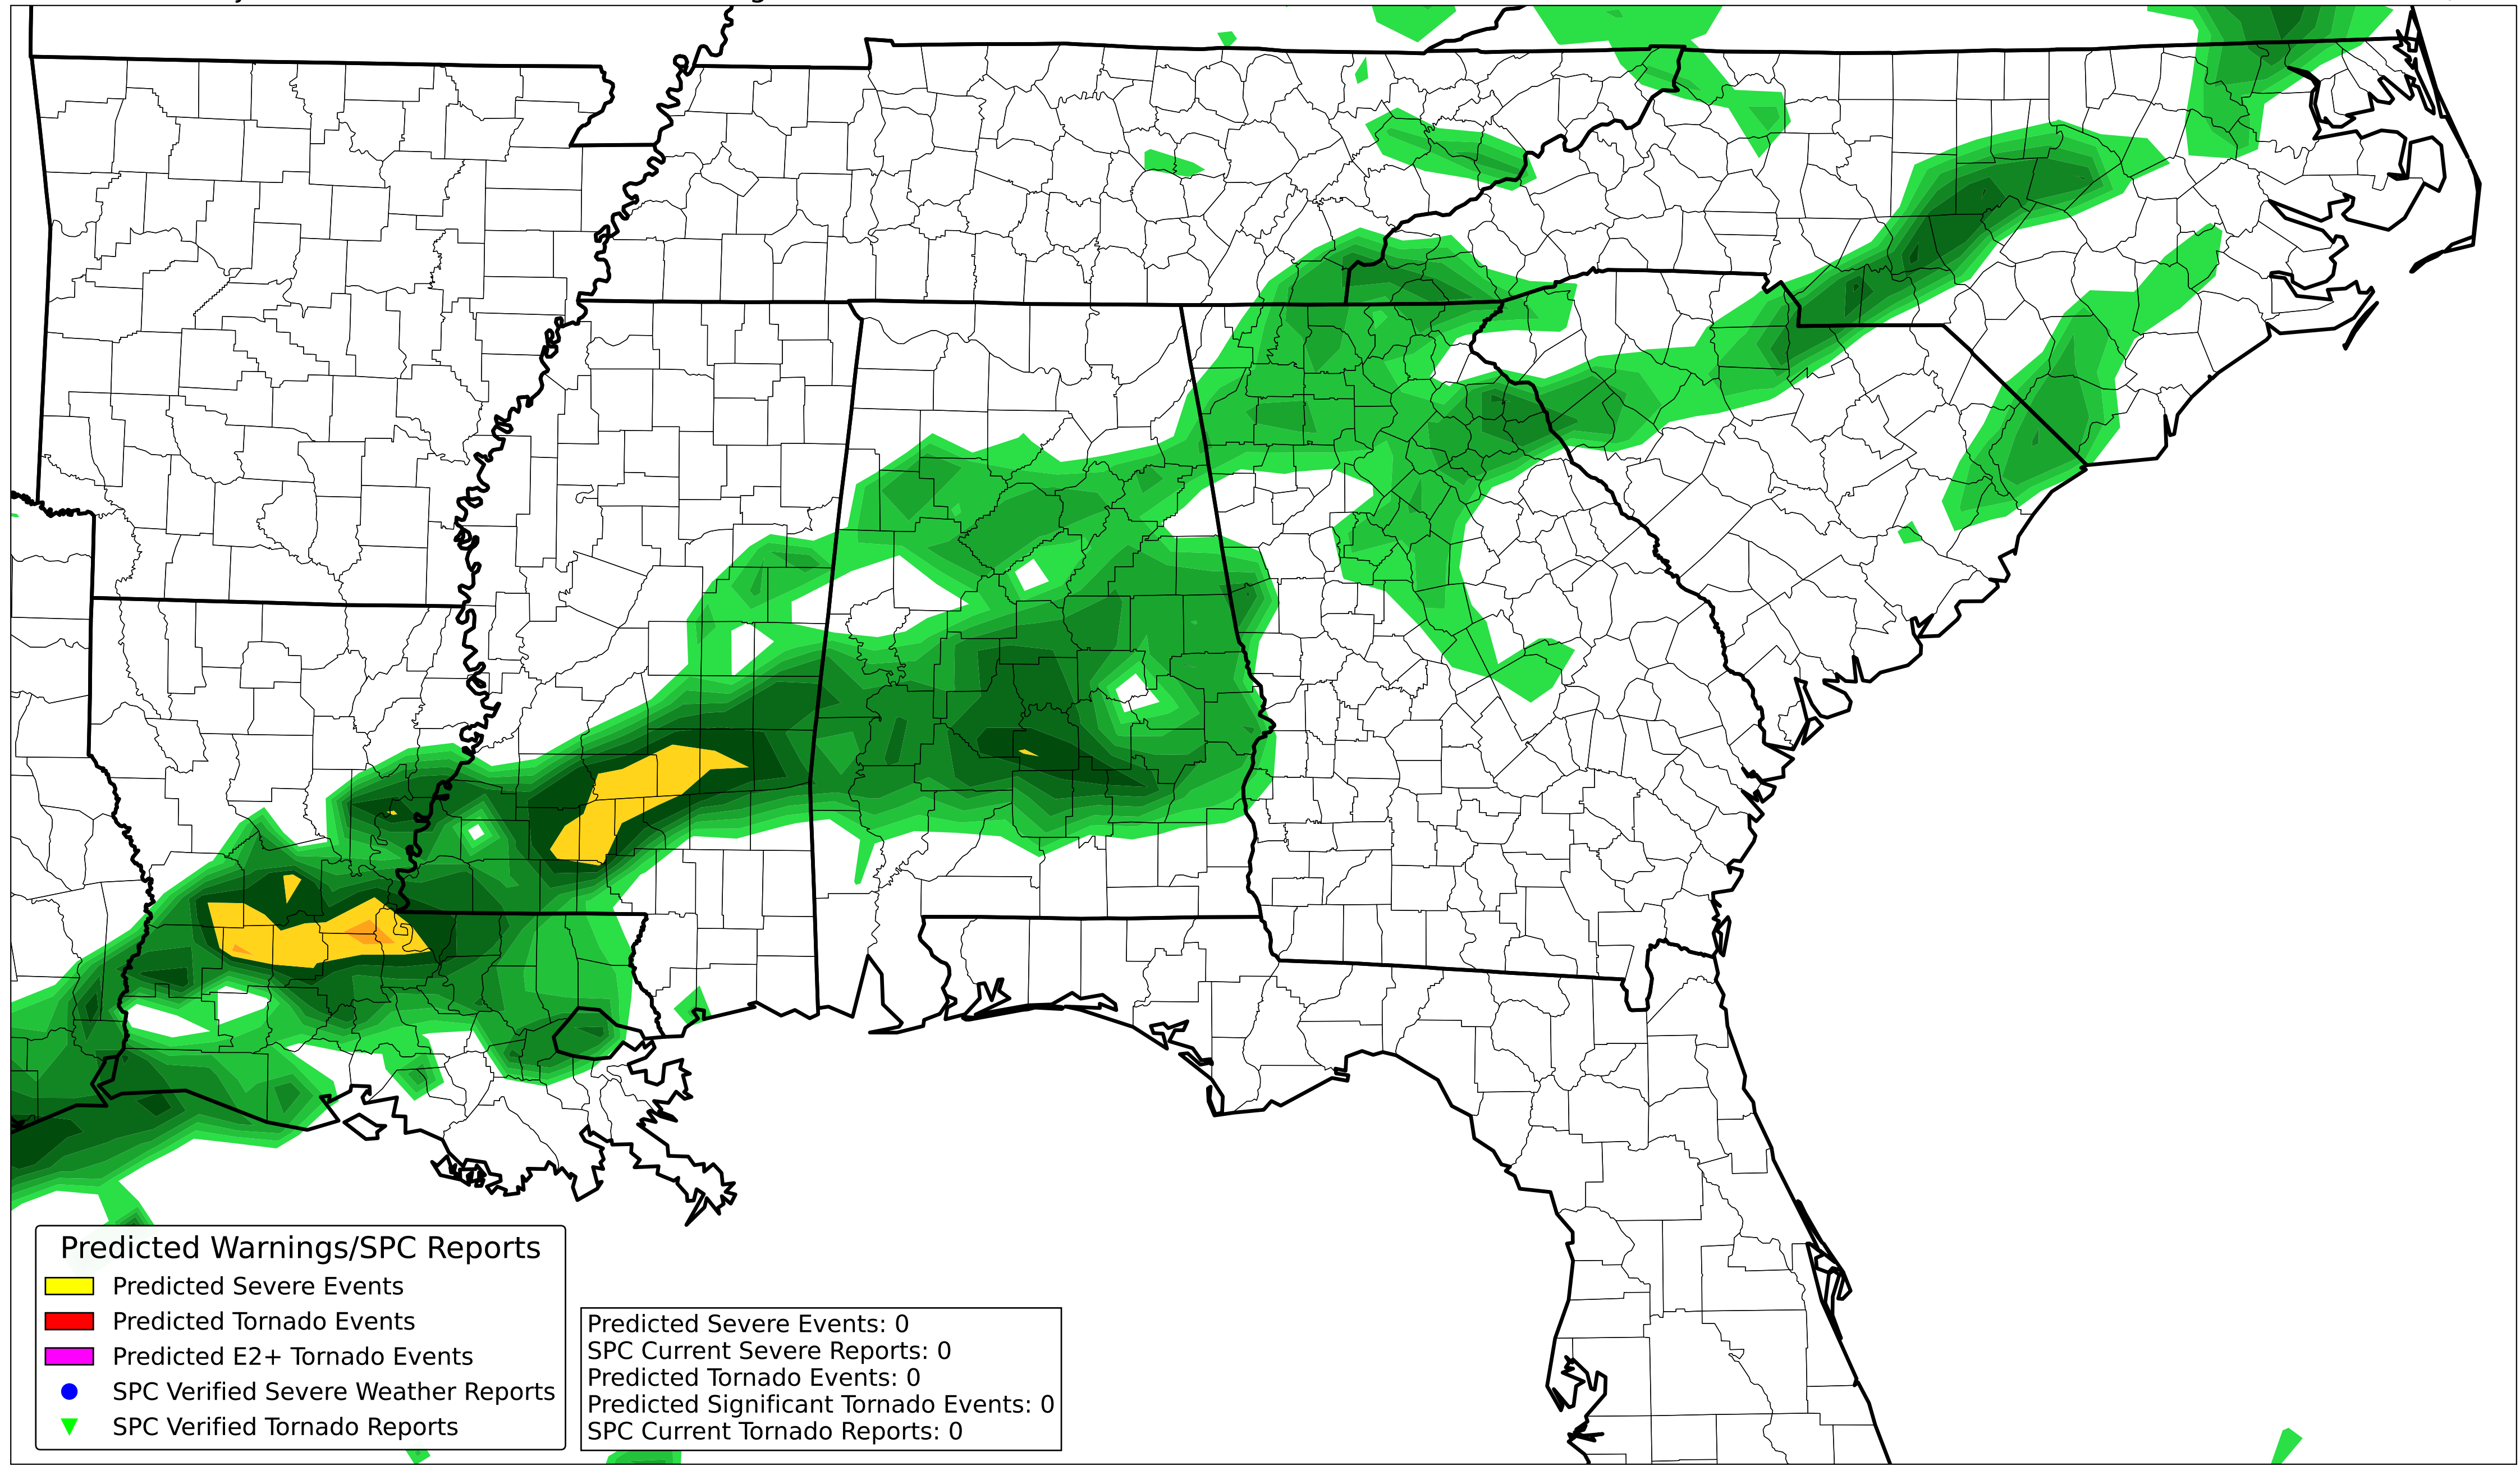 Predicted Warnings/SPC Reports
Predicted Severe Events
Predicted Tornado Events
Predicted E2+ Tornado Events
SPC Verified Severe Weather Reports
SPC Verified Tornado Reports
Predicted Severe Events: 0
SPC Current Severe Reports: 0
Predicted Tornado Events: 0
Predicted Significant Tornado Events: 0
SPC Current Tornado Reports: 0